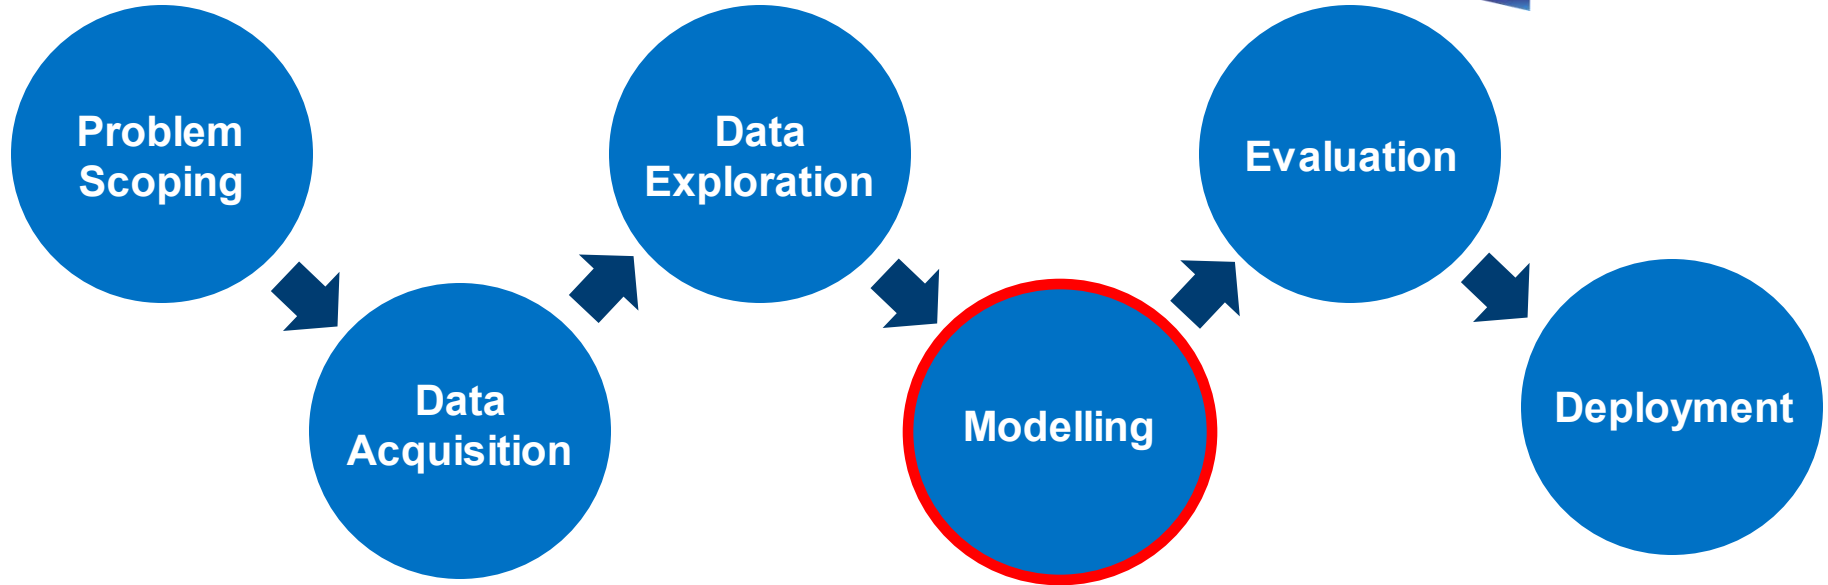 Problem
Scoping
Data
Acquisition
Data
Exploration
Modelling
Evaluation
Deployment